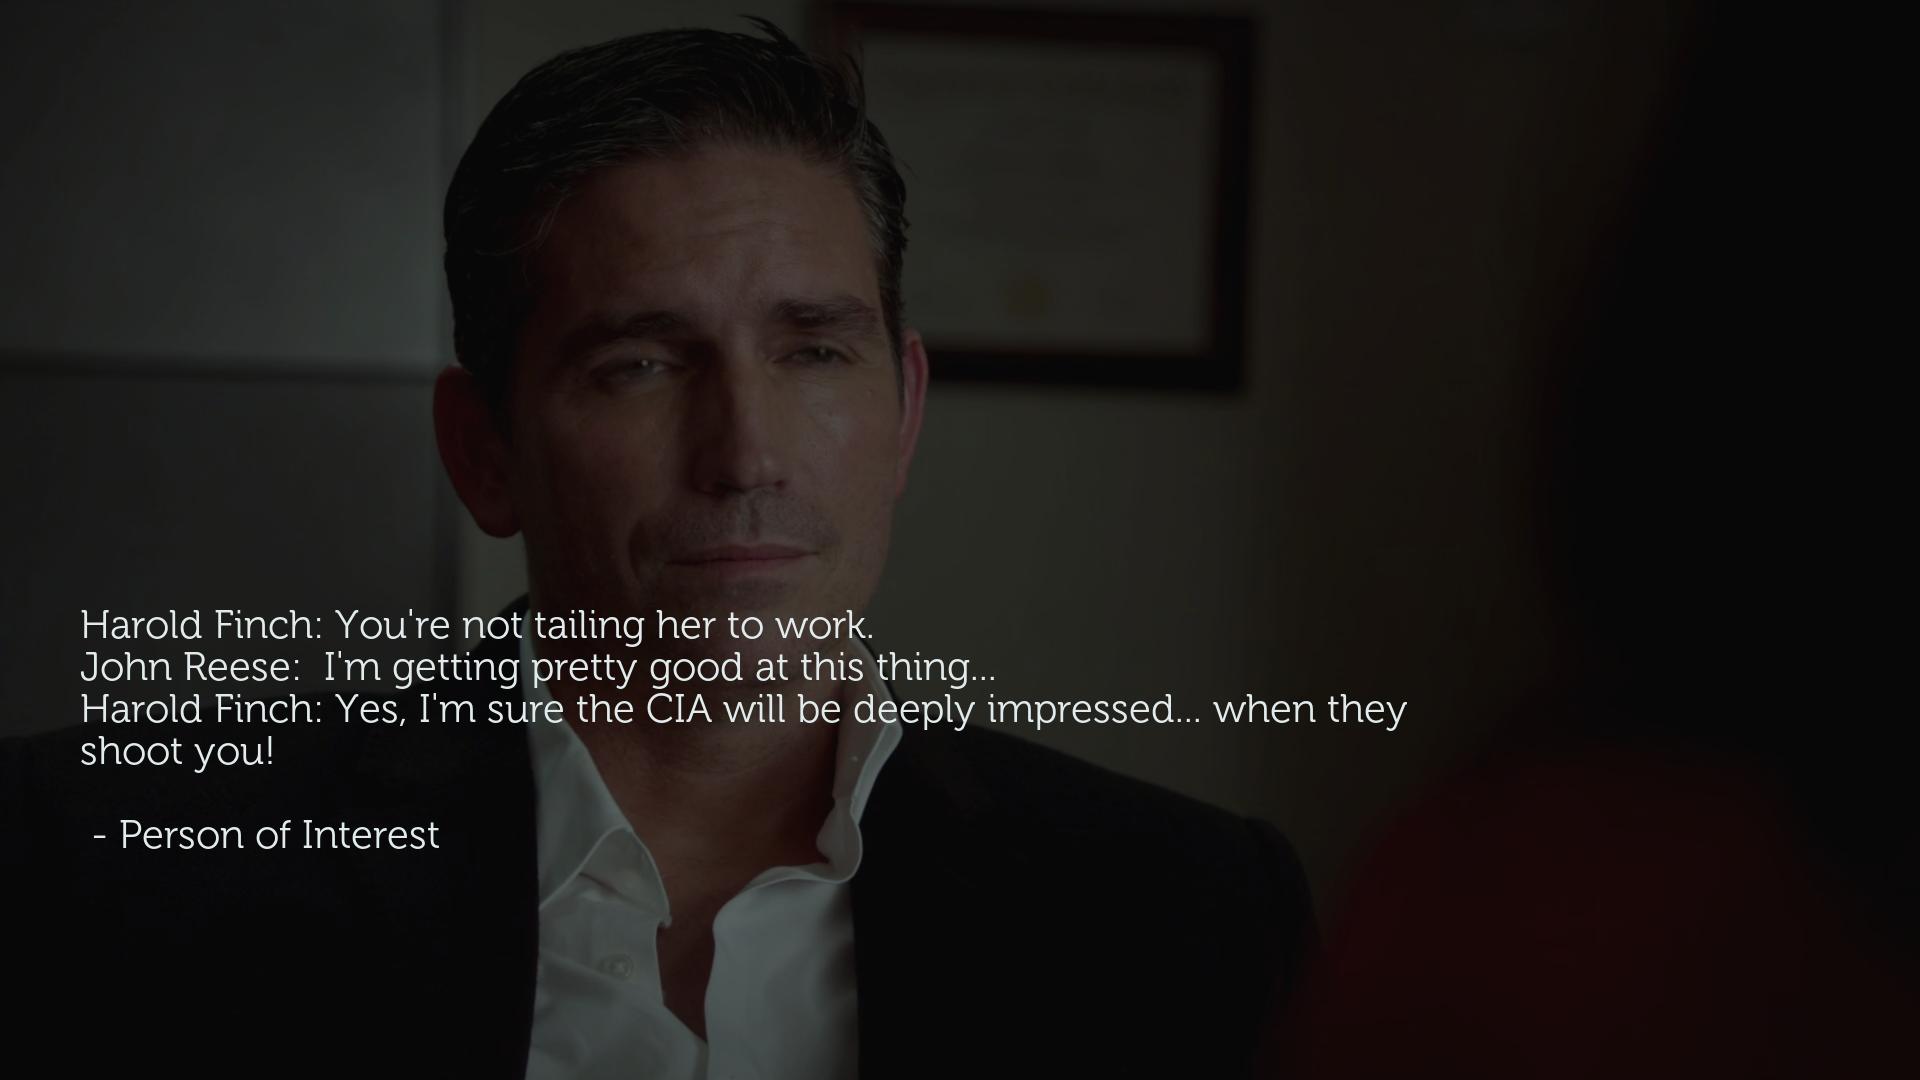 Harold Finch: You're not tailing her to work.
John Reese:  I'm getting pretty good at this thing...
Harold Finch: Yes, I'm sure the CIA will be deeply impressed... when they
shoot you!
- Person of Interest